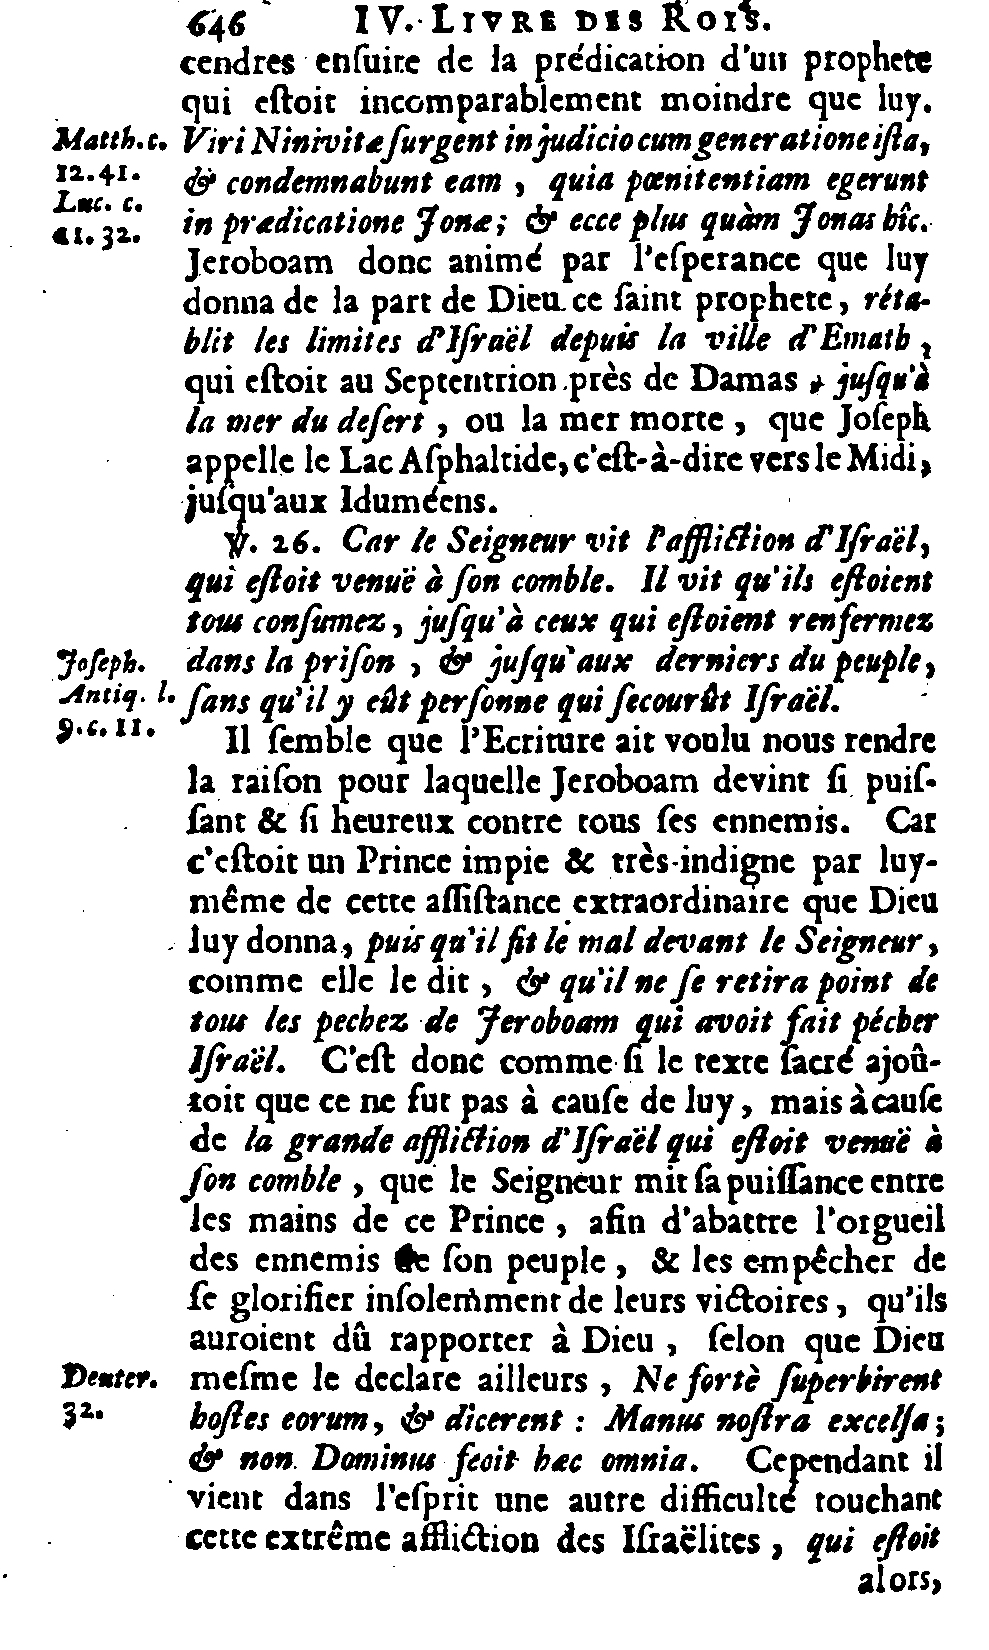 646 IV. LIVRE DES ROIS.
cendres ensuite de la prédication d'un prophete
qui eſtoit incomparablement moindre que luy.
Matth. c. 12. 41.
Luc. c. 11. 32.
Viri Ninivitæ ſurgent in judicio cum generatione iſta,
& condemnabunt eam, quia pœnitentiam egerunt
in prædicatione Jonæ; & ecce plus quàm Jonas hîc.
Jeroboam donc animé par l'eſperance que luy
donna de la part de Dieu ce ſaint prophete, réta-
blit les limites d'Iſraël depuis la ville d'Emath,
qui eſtoit au Septentrion près de Damas, juſqu'à
la mer du deſert, ou la mer morte, que Joſeph
appelle le Lac Aſphaltide, c'eſt-à-dire vers le Midi,
juſqu'aux Iduméens.
℣. 26. Car le Seigneur vit l'affliction d'Iſraël,
qui eſtoit venuë à ſon comble. Il vit qu'ils eſtoient
tous conſumez, juſqu'à ceux qui eſtoient renfermez
Joſeph.
Antiq. l.
9. c. 11.
dans la priſon, & juſqu'aux derniers du peuple,
ſans qu'il y eût perſonne qui ſecourût Iſraël.
Il ſemble que l'Ecriture ait voulu nous rendre
la raiſon pour laquelle Jeroboam devint ſi puiſ-
ſant & ſi heureux contre tous ſes ennemis. Car
c'eſtoit un Prince impie & très-indigne par luy-
même de cette aſſiſtance extraordinaire que Dieu
luy donna, puis qu'il fit le mal devant le Seigneur,
comme elle le dit, & qu'il ne ſe retira point de
tous les pechez de Jeroboam qui avoit fait pécher
Iſraël. C'eſt donc comme ſi le texte ſacré ajoû-
toit que ce ne fut pas à cauſe de luy, mais à cauſe
de la grande affliction d'Iſraël qui eſtoit venuë à
ſon comble, que le Seigneur mit ſa puiſſance entre
les mains de ce Prince, afin d'abattre l'orgueil
des ennemis de ſon peuple, & les empêcher de
ſe glorifier inſolemment de leurs victoires, qu'ils
auroient dû rapporter à Dieu, ſelon que Dieu
Deuter.
32.
meſme le declare ailleurs, Ne fortè ſuperbirent
hoſtes eorum, & dicerent : Manus noſtra excelſa;
& non Dominus fecit hæc omnia. Cependant il
vient dans l'eſprit une autre difficulté touchant
cette extrême affliction des Iſraëlites, qui eſtoit
alors,